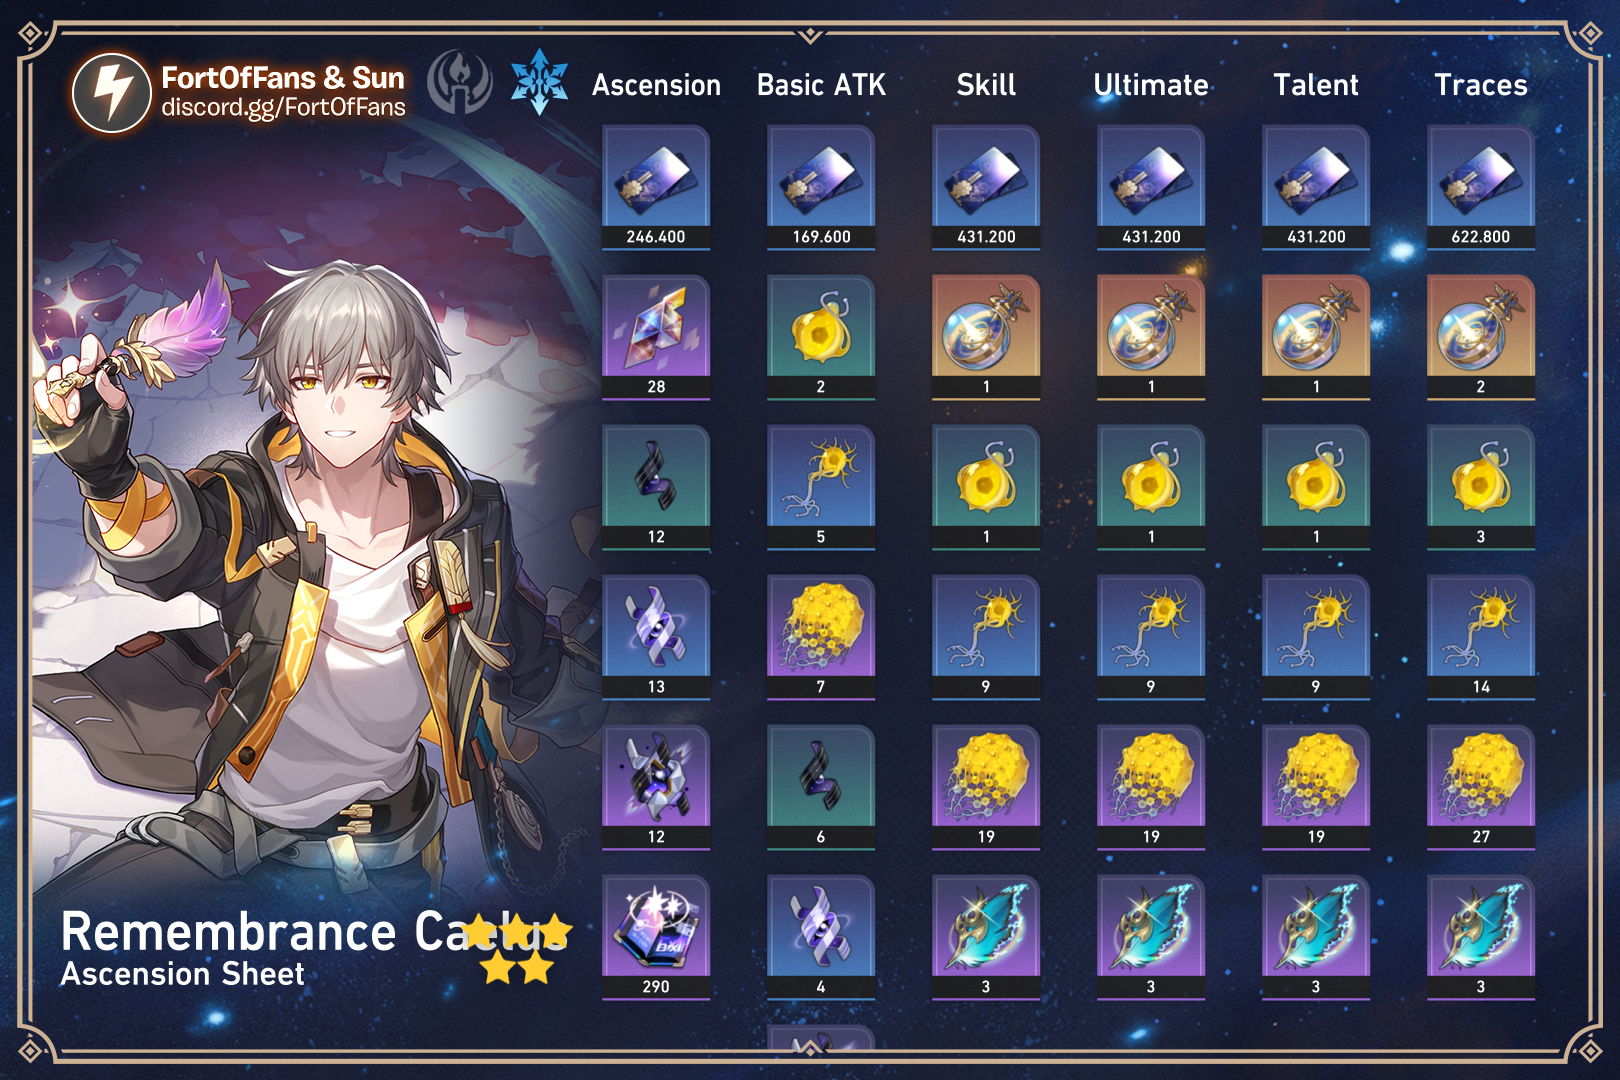 FortOfFans & Sun
discord.gg/FortOfFans
Ascension Basic ATK Skill Ultimate Talent Traces
246.400 169.600 431.200 431.200 431.200 622.800
28 2 1 1 1 2
12 5 1 1 1 3
13 7 9 9 9 14
12 6 19 19 19 27
290 4 3 3 3 3
Remembrance Caelus
Ascension Sheet